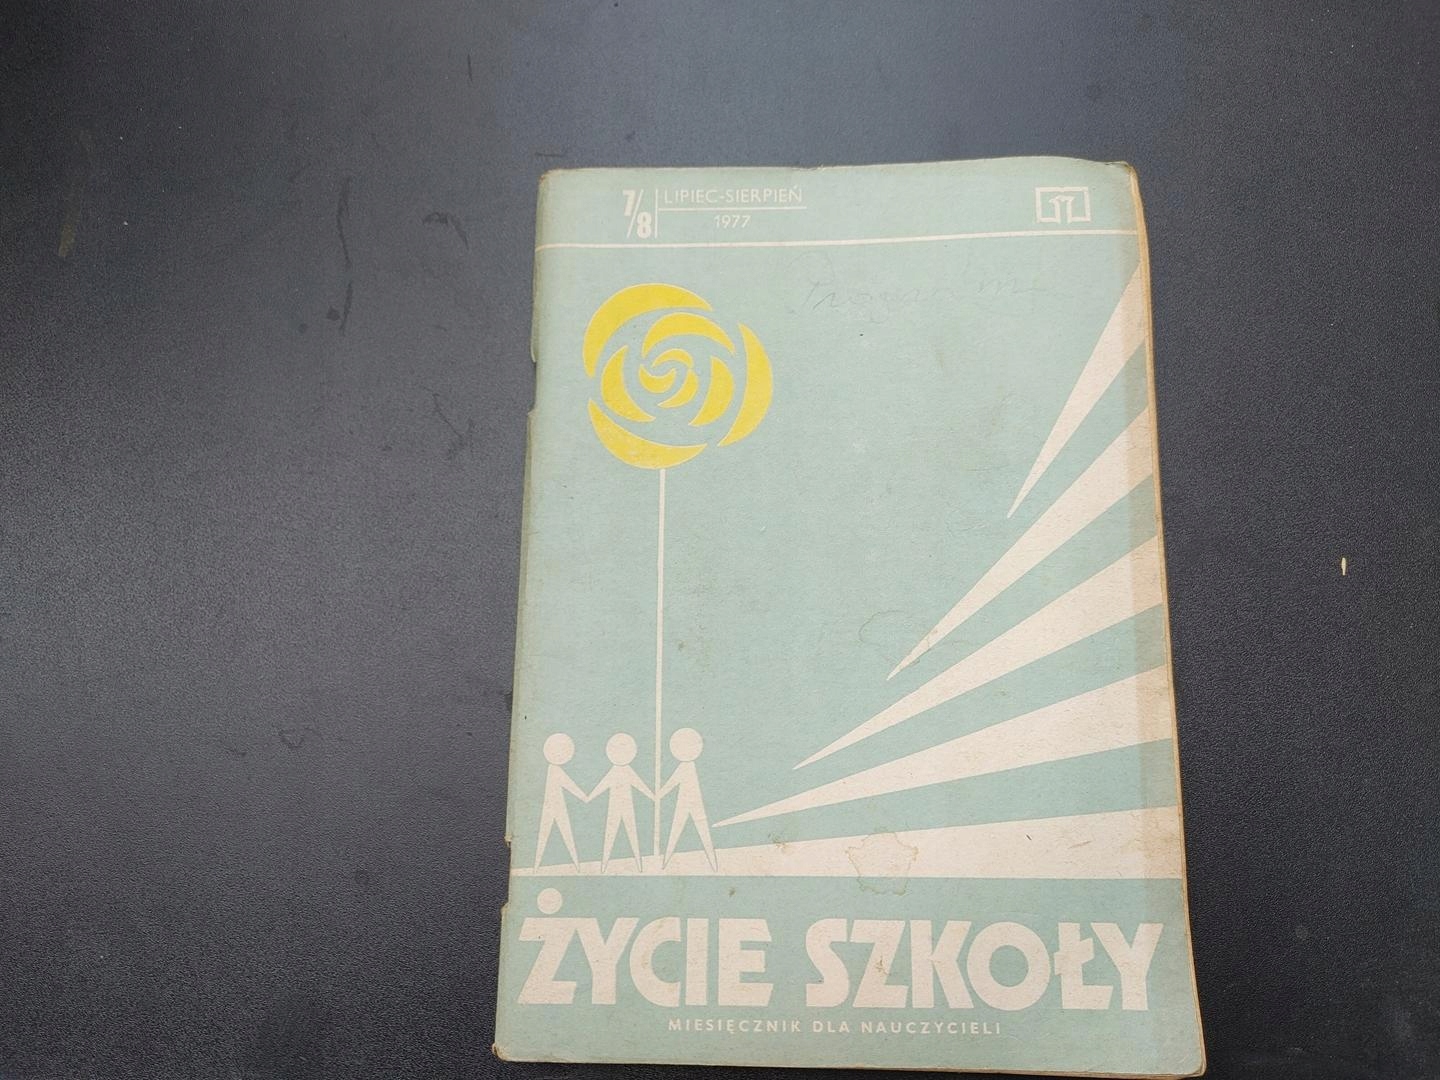 7/8
LIPIEC-SIERPIEŃ
1977
ŻYCIE SZKOŁY
MIESIĘCZNIK DLA NAUCZYCIELI